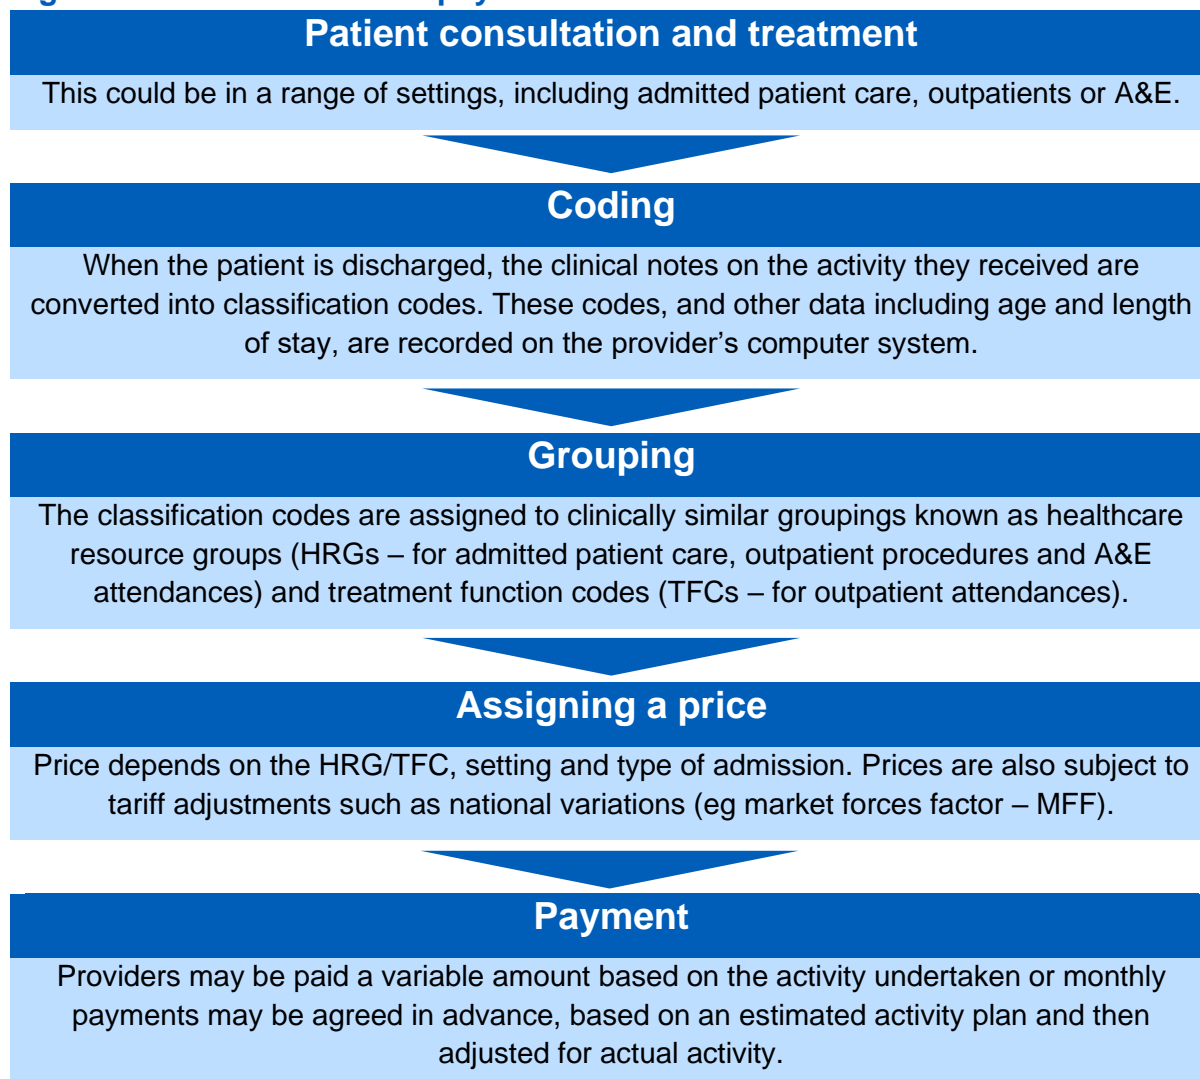 Patient consultation and treatment
This could be in a range of settings, including admitted patient care, outpatients or A&E.
Coding
When the patient is discharged, the clinical notes on the activity they received are
converted into classification codes. These codes, and other data including age and length
of stay, are recorded on the provider’s computer system.
Grouping
The classification codes are assigned to clinically similar groupings known as healthcare
resource groups (HRGs – for admitted patient care, outpatient procedures and A&E
attendances) and treatment function codes (TFCs – for outpatient attendances).
Assigning a price
Price depends on the HRG/TFC, setting and type of admission. Prices are also subject to
tariff adjustments such as national variations (eg market forces factor – MFF).
Payment
Providers may be paid a variable amount based on the activity undertaken or monthly
payments may be agreed in advance, based on an estimated activity plan and then
adjusted for actual activity.